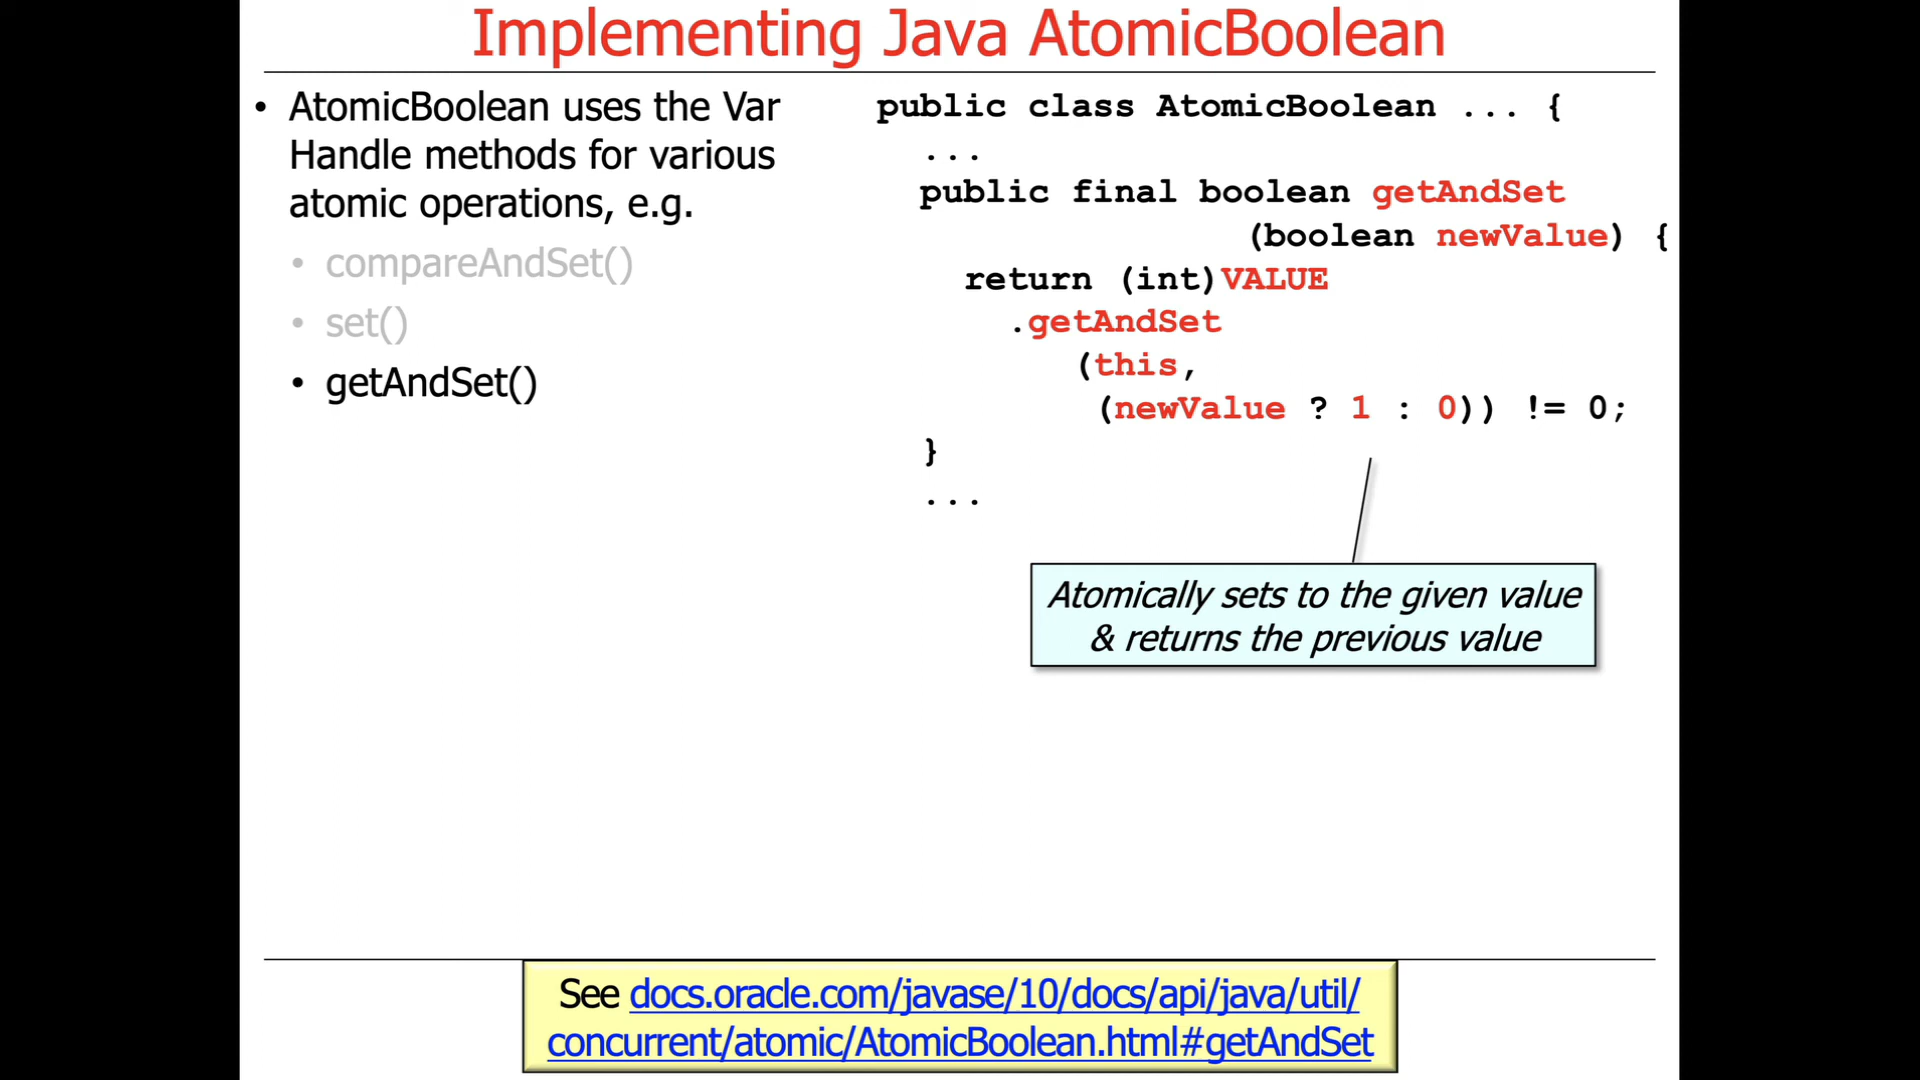 Implementing Java AtomicBoolean
• AtomicBoolean uses the Var
Handle methods for various
atomic operations, e.g.
• compareAndSet()
• set()
• getAndSet()
public class AtomicBoolean ... {
...
public final boolean getAndSet
(boolean newValue) {
return (int)VALUE
.getAndSet
(this,
(newValue ? 1 : 0)) != 0;
}
...
Atomically sets to the given value
& returns the previous value
See docs.oracle.com/javase/10/docs/api/java/util/
concurrent/atomic/AtomicBoolean.html#getAndSet